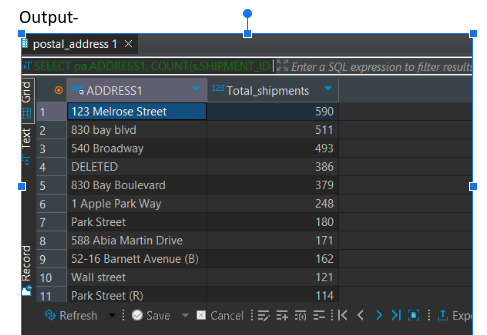 Output-
postal_address 1 ×
SELECT pa.ADDRESS1, COUNT(s.SHIPMENT_ID Enter a SQL expression to filter results
Grid
Text
Record
ADDRESS1 123 Total_shipments
1 123 Melrose Street 590
2 830 bay blvd 511
3 540 Broadway 493
4 DELETED 386
5 830 Bay Boulevard 379
6 1 Apple Park Way 248
7 Park Street 180
8 588 Abia Martin Drive 171
9 52-16 Barnett Avenue (B) 162
10 Wall street 121
11 Park Street (R) 114
Refresh Save Cancel Expo